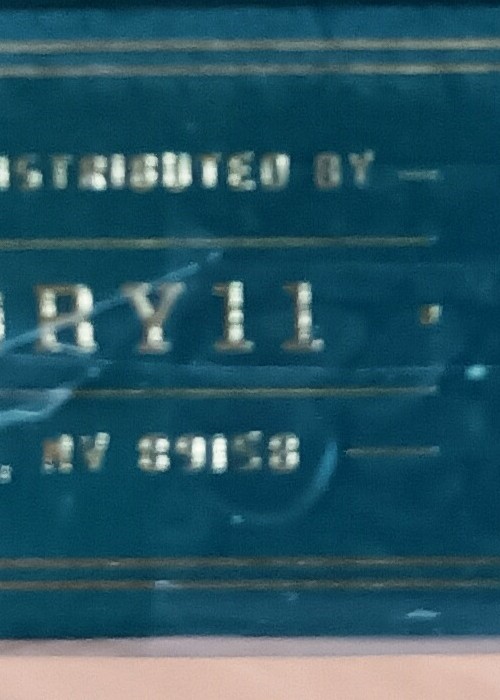 ISTRIBUTED BY
RY11
, NV 89158